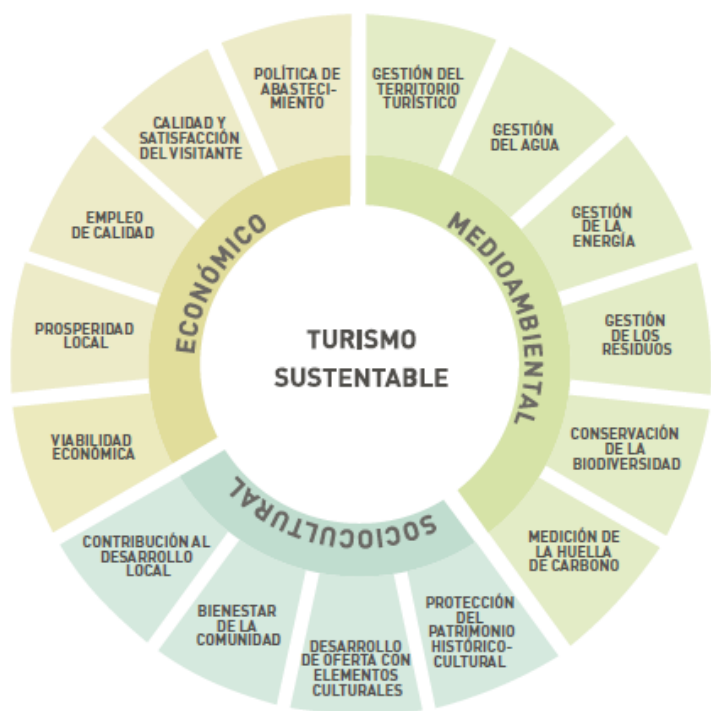 TURISMO
SUSTENTABLE
MEDIOAMBIENTAL
GESTIÓN DEL
TERRITORIO
TURÍSTICO
GESTIÓN
DEL AGUA
GESTIÓN
DE LA
ENERGÍA
GESTIÓN
DE LOS
RESIDUOS
CONSERVACIÓN
DE LA
BIODIVERSIDAD
MEDICIÓN DE
LA HUELLA
DE CARBONO
SOCIOCULTURAL
PROTECCIÓN
DEL
PATRIMONIO
HISTÓRICO-
CULTURAL
DESARROLLO
DE OFERTA CON
ELEMENTOS
CULTURALES
BIENESTAR
DE LA
COMUNIDAD
CONTRIBUCIÓN AL
DESARROLLO
LOCAL
ECONÓMICO
VIABILIDAD
ECONÓMICA
PROSPERIDAD
LOCAL
EMPLEO
DE CALIDAD
CALIDAD Y
SATISFACCIÓN
DEL VISITANTE
POLÍTICA DE
ABASTECI-
MIENTO